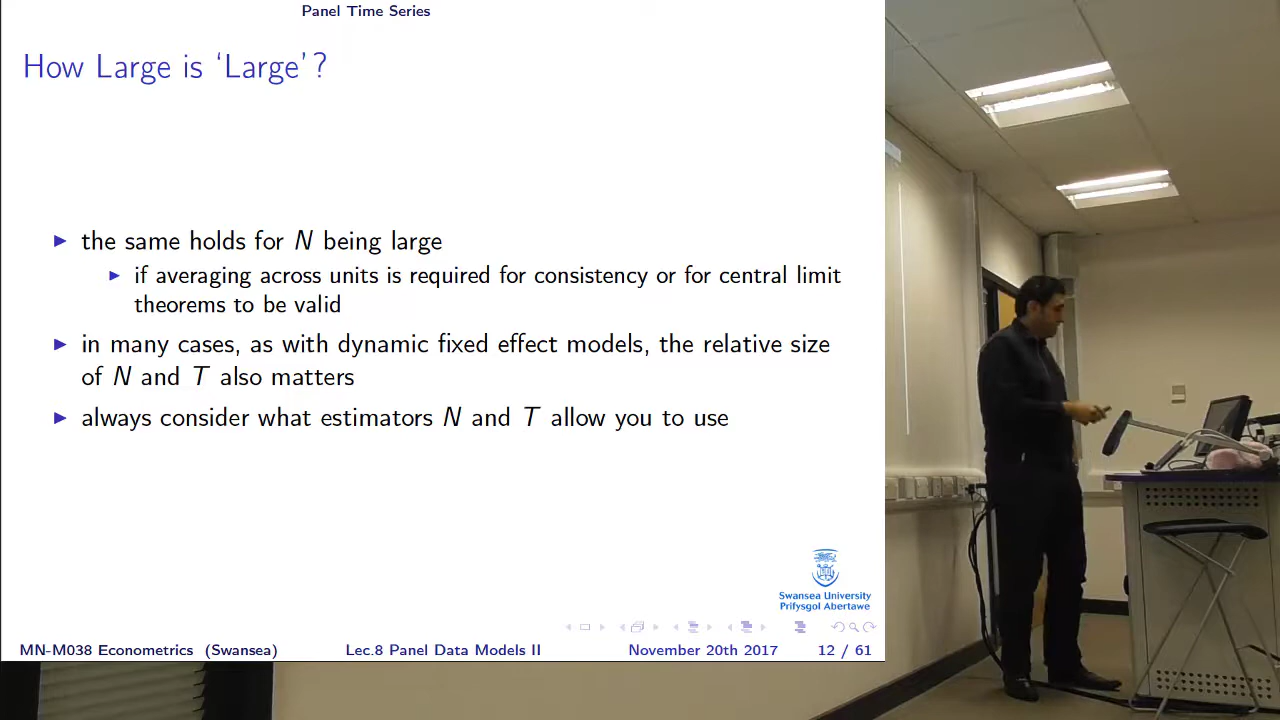 Panel Time Series
How Large is ‘Large’?
▶ the same holds for N being large
▶ if averaging across units is required for consistency or for central limit
theorems to be valid
▶ in many cases, as with dynamic fixed effect models, the relative size
of N and T also matters
▶ always consider what estimators N and T allow you to use
Swansea University
Prifysgol Abertawe
MN-M038 Econometrics (Swansea) Lec.8 Panel Data Models II November 20th 2017 12 / 61